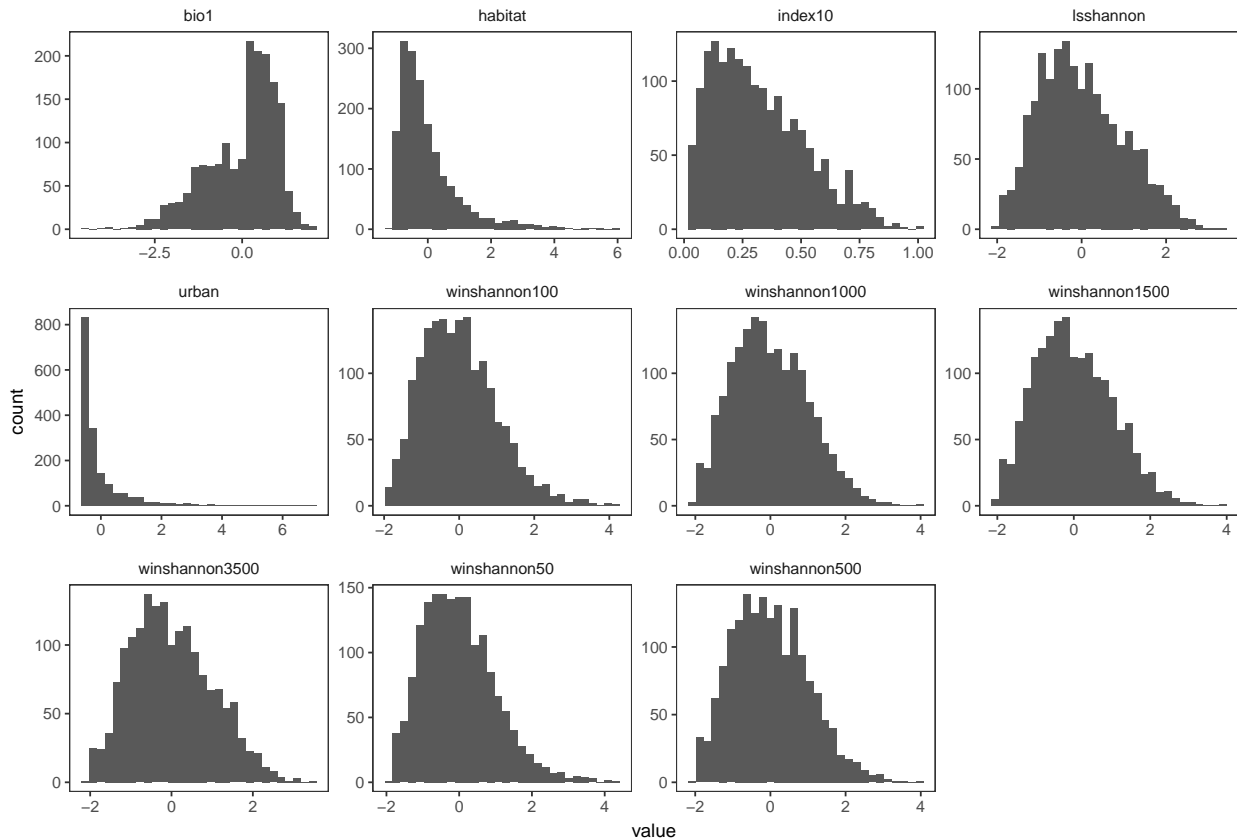 bio1 habitat index10 lsshannon
200
150
100
50
0
−2.5 0.0
300
200
100
0
0 2 4 6
100
50
0
0.00 0.25 0.50 0.75 1.00
100
50
0
−2 0 2
urban winshannon100 winshannon1000 winshannon1500
800
600
400
200
0
0 2 4 6
100
50
0
−2 0 2 4
100
50
0
−2 0 2 4
100
50
0
−2 0 2 4
count
winshannon3500 winshannon50 winshannon500
100
50
0
−2 0 2
150
100
50
0
−2 0 2 4
100
50
0
−2 0 2 4
value